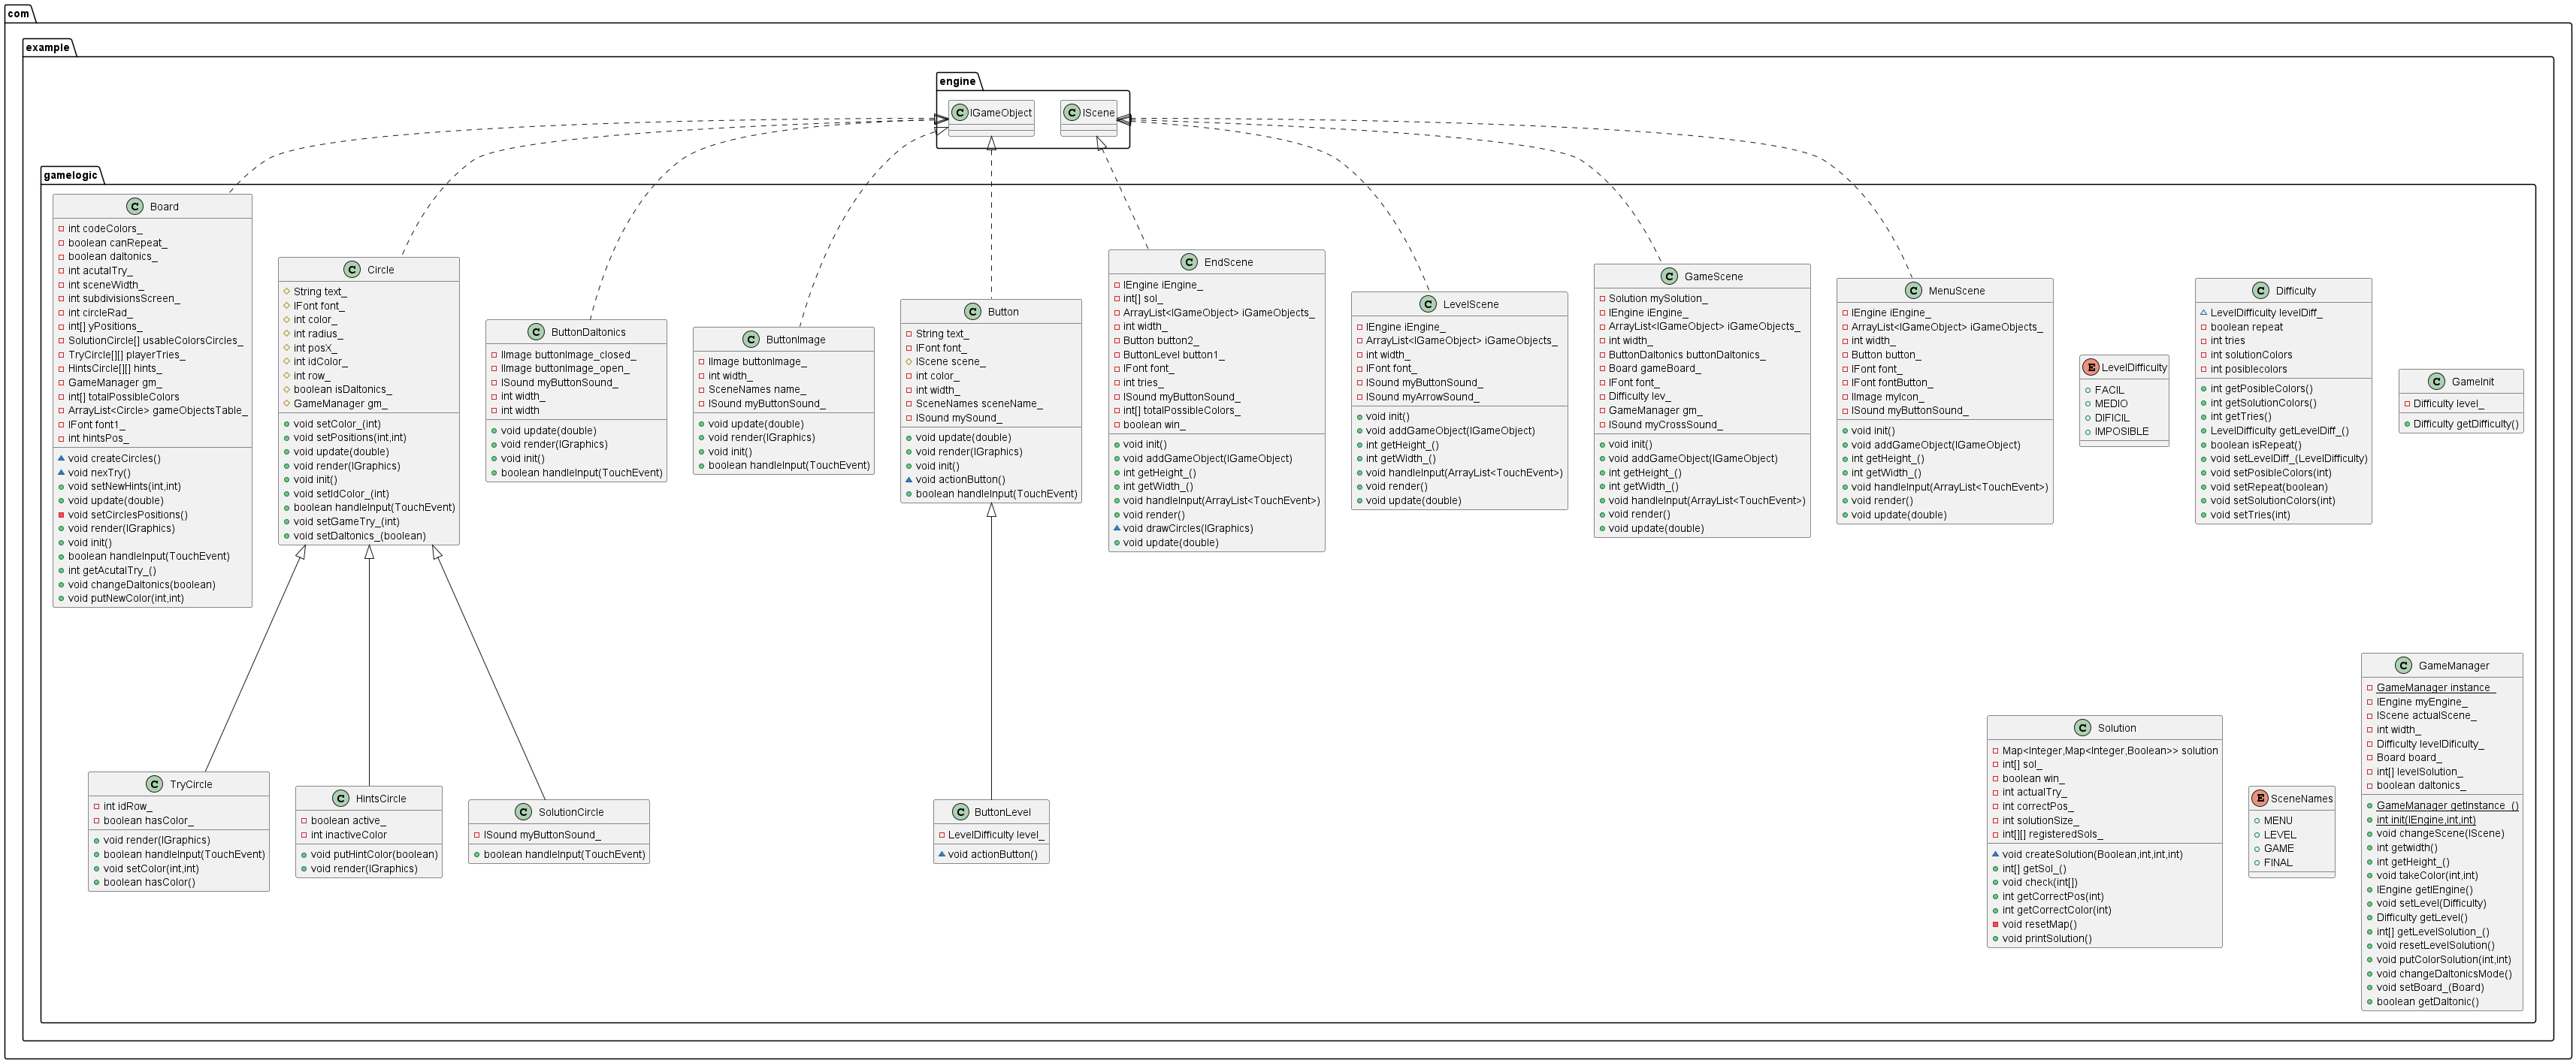 com
example
engine
IGameObject
IScene
gamelogic
Board
int codeColors_
boolean canRepeat_
boolean daltonics_
int acutalTry_
int sceneWidth_
int subdivisionsScreen_
int circleRad_
int[] yPositions_
SolutionCircle[] usableColorsCircles_
TryCircle[][] playerTries_
HintsCircle[][] hints_
GameManager gm_
int[] totalPossibleColors
ArrayList<Circle> gameObjectsTable_
IFont font1_
int hintsPos_
void createCircles()
void nexTry()
void setNewHints(int,int)
void update(double)
void setCirclesPositions()
void render(IGraphics)
void init()
boolean handleInput(TouchEvent)
int getAcutalTry_()
void changeDaltonics(boolean)
void putNewColor(int,int)
Circle
String text_
IFont font_
int color_
int radius_
int posX_
int idColor_
int row_
boolean isDaltonics_
GameManager gm_
void setColor_(int)
void setPositions(int,int)
void update(double)
void render(IGraphics)
void init()
void setIdColor_(int)
boolean handleInput(TouchEvent)
void setGameTry_(int)
void setDaltonics_(boolean)
ButtonDaltonics
IImage buttonImage_closed_
IImage buttonImage_open_
ISound myButtonSound_
int width_
int width
void update(double)
void render(IGraphics)
void init()
boolean handleInput(TouchEvent)
ButtonImage
IImage buttonImage_
int width_
SceneNames name_
ISound myButtonSound_
void update(double)
void render(IGraphics)
void init()
boolean handleInput(TouchEvent)
Button
String text_
IFont font_
IScene scene_
int color_
int width_
SceneNames sceneName_
ISound mySound_
void update(double)
void render(IGraphics)
void init()
void actionButton()
boolean handleInput(TouchEvent)
EndScene
IEngine iEngine_
int[] sol_
ArrayList<IGameObject> iGameObjects_
int width_
Button button2_
ButtonLevel button1_
IFont font_
int tries_
ISound myButtonSound_
int[] totalPossibleColors_
boolean win_
void init()
void addGameObject(IGameObject)
int getHeight_()
int getWidth_()
void handleInput(ArrayList<TouchEvent>)
void render()
void drawCircles(IGraphics)
void update(double)
LevelScene
IEngine iEngine_
ArrayList<IGameObject> iGameObjects_
int width_
IFont font_
ISound myButtonSound_
ISound myArrowSound_
void init()
void addGameObject(IGameObject)
int getHeight_()
int getWidth_()
void handleInput(ArrayList<TouchEvent>)
void render()
void update(double)
GameScene
Solution mySolution_
IEngine iEngine_
ArrayList<IGameObject> iGameObjects_
int width_
ButtonDaltonics buttonDaltonics_
Board gameBoard_
IFont font_
Difficulty lev_
GameManager gm_
ISound myCrossSound_
void init()
void addGameObject(IGameObject)
int getHeight_()
int getWidth_()
void handleInput(ArrayList<TouchEvent>)
void render()
void update(double)
MenuScene
IEngine iEngine_
ArrayList<IGameObject> iGameObjects_
int width_
Button button_
IFont font_
IFont fontButton_
IImage myIcon_
ISound myButtonSound_
void init()
void addGameObject(IGameObject)
int getHeight_()
int getWidth_()
void handleInput(ArrayList<TouchEvent>)
void render()
void update(double)
LevelDifficulty
FACIL
MEDIO
DIFICIL
IMPOSIBLE
Difficulty
LevelDifficulty levelDiff_
boolean repeat
int tries
int solutionColors
int posiblecolors
int getPosibleColors()
int getSolutionColors()
int getTries()
LevelDifficulty getLevelDiff_()
boolean isRepeat()
void setLevelDiff_(LevelDifficulty)
void setPosibleColors(int)
void setRepeat(boolean)
void setSolutionColors(int)
void setTries(int)
GameInit
Difficulty level_
Difficulty getDifficulty()
TryCircle
int idRow_
boolean hasColor_
void render(IGraphics)
boolean handleInput(TouchEvent)
void setColor(int,int)
boolean hasColor()
HintsCircle
boolean active_
int inactiveColor
void putHintColor(boolean)
void render(IGraphics)
SolutionCircle
ISound myButtonSound_
boolean handleInput(TouchEvent)
ButtonLevel
LevelDifficulty level_
void actionButton()
Solution
Map<Integer,Map<Integer,Boolean>> solution
int[] sol_
boolean win_
int actualTry_
int correctPos_
int solutionSize_
int[][] registeredSols_
void createSolution(Boolean,int,int,int)
int[] getSol_()
void check(int[])
int getCorrectPos(int)
int getCorrectColor(int)
void resetMap()
void printSolution()
SceneNames
MENU
LEVEL
GAME
FINAL
GameManager
GameManager instance_
IEngine myEngine_
IScene actualScene_
int width_
Difficulty levelDificulty_
Board board_
int[] levelSolution_
boolean daltonics_
GameManager getInstance_()
int init(IEngine,int,int)
void changeScene(IScene)
int getwidth()
int getHeight_()
void takeColor(int,int)
IEngine getIEngine()
void setLevel(Difficulty)
Difficulty getLevel()
int[] getLevelSolution_()
void resetLevelSolution()
void putColorSolution(int,int)
void changeDaltonicsMode()
void setBoard_(Board)
boolean getDaltonic()